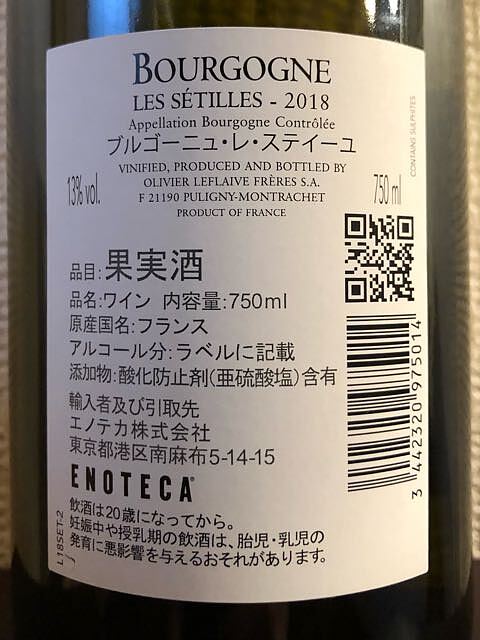 BOURGOGNE
LES SÉTILLES - 2018
Appellation Bourgogne Contrôlée
ブルゴーニュ・レ・ステイーユ
VINIFIED, PRODUCED AND BOTTLED BY
OLIVIER LEFLAIVE FRÈRES S.A.
F 21190 PULIGNY-MONTRACHET
PRODUCT OF FRANCE
13% vol.
750 ml
CONTAINS SULPHITES
品目:果実酒
品名:ワイン 内容量:750ml
原産国名:フランス
アルコール分:ラベルに記載
添加物:酸化防止剤(亜硫酸塩)含有
輸入者及び引取先
エノテカ株式会社
東京都港区南麻布5-14-15
ENOTECA®
飲酒は20歳になってから。
妊娠中や授乳期の飲酒は、胎児・乳児の
発育に悪影響を与えるおそれがあります。
L18SET-2
J
3 442320 975014